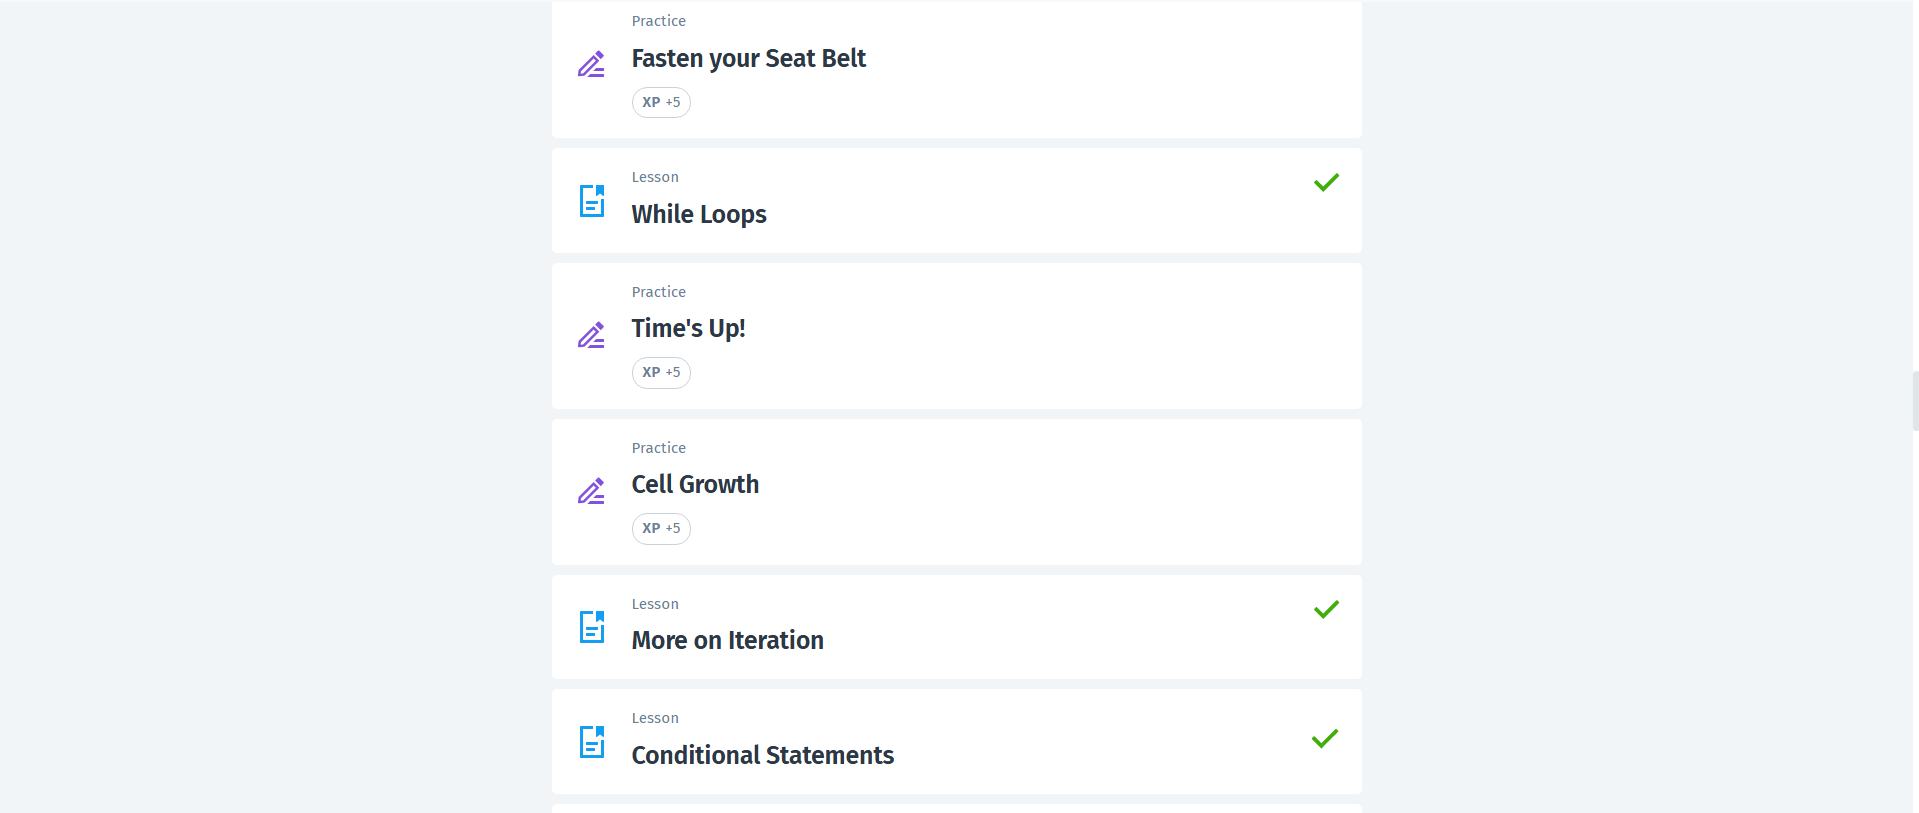 Practice
Fasten your Seat Belt
XP +5
Lesson
While Loops
Practice
Time's Up!
XP +5
Practice
Cell Growth
XP +5
Lesson
More on Iteration
Lesson
Conditional Statements